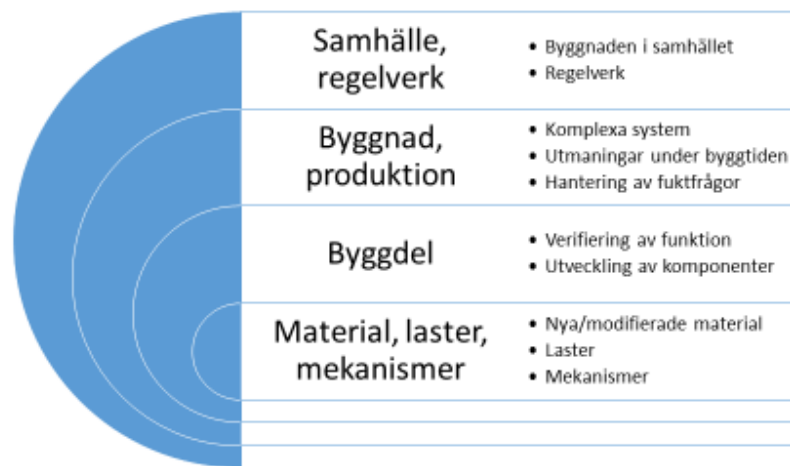 Samhälle,
regelverk
• Byggnaden i samhället
• Regelverk
Byggnad,
produktion
• Komplexa system
• Utmaningar under byggtiden
• Hantering av fuktfrågor
Byggdel
• Verifiering av funktion
• Utveckling av komponenter
Material, laster,
mekanismer
• Nya/modifierade material
• Laster
• Mekanismer